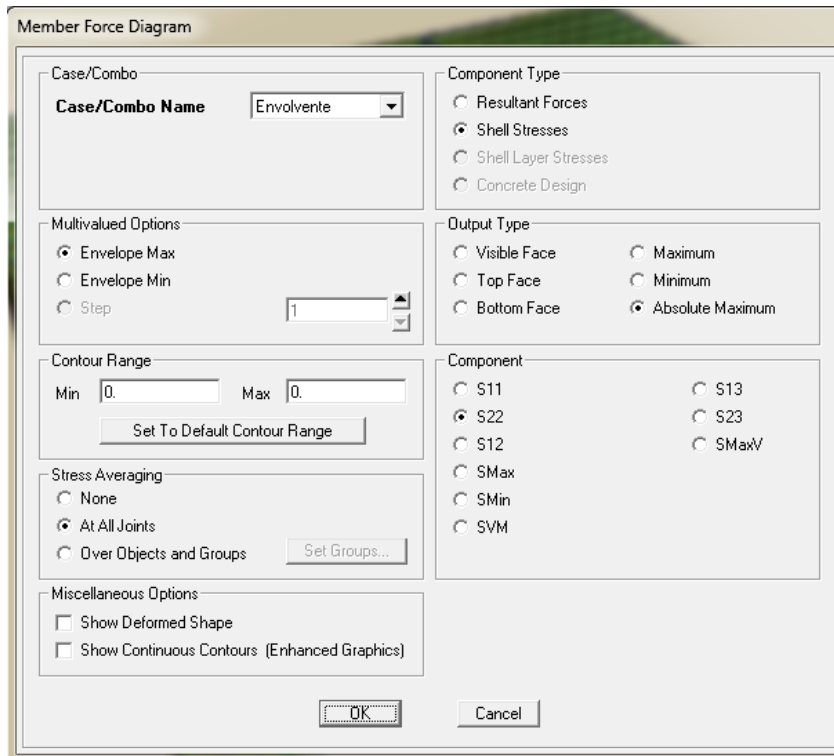 Member Force Diagram
Case/Combo
Case/Combo Name Envolvente
Multivalued Options
Envelope Max
Envelope Min
Step 1
Contour Range
Min 0. Max 0.
Set To Default Contour Range
Stress Averaging
None
At All Joints
Over Objects and Groups Set Groups...
Miscellaneous Options
Show Deformed Shape
Show Continuous Contours (Enhanced Graphics)
Component Type
Resultant Forces
Shell Stresses
Shell Layer Stresses
Concrete Design
Output Type
Visible Face Maximum
Top Face Minimum
Bottom Face Absolute Maximum
Component
S11 S13
S22 S23
S12 SMaxV
SMax
SMin
SVM
OK Cancel